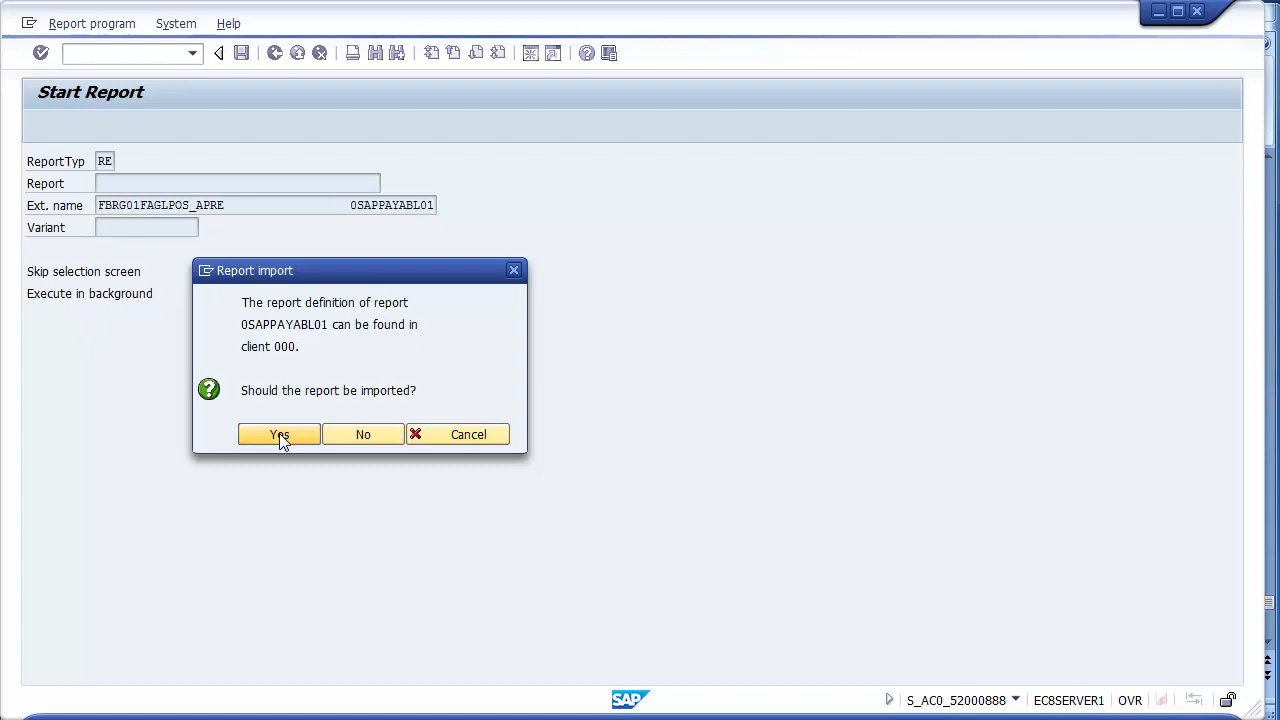 Report program System Help
Start Report
ReportTyp RE
Report
Ext. name FBRG01FAGLPOS_APRE 0SAPPAYABL01
Variant
Skip selection screen
Execute in background
Report import
The report definition of report
0SAPPAYABL01 can be found in
client 000.
Should the report be imported?
Yes No Cancel
SAP S_AC0_52000888 EC8SERVER1 OVR